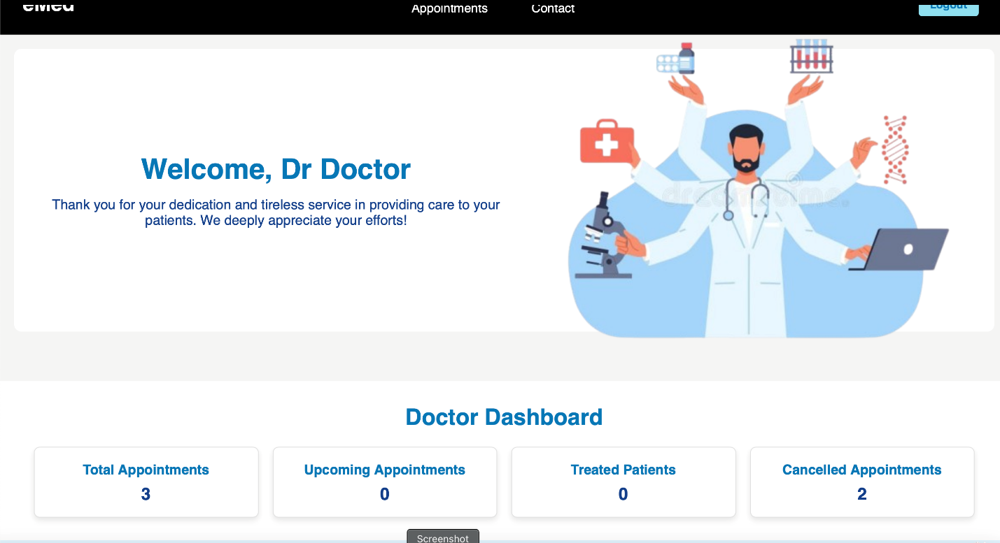 eMed
Appointments
Contact
Logout
Welcome, Dr Doctor
Thank you for your dedication and tireless service in providing care to your
patients. We deeply appreciate your efforts!
dreamstime.
Doctor Dashboard
Total Appointments
3
Upcoming Appointments
0
Treated Patients
0
Cancelled Appointments
2
Screenshot